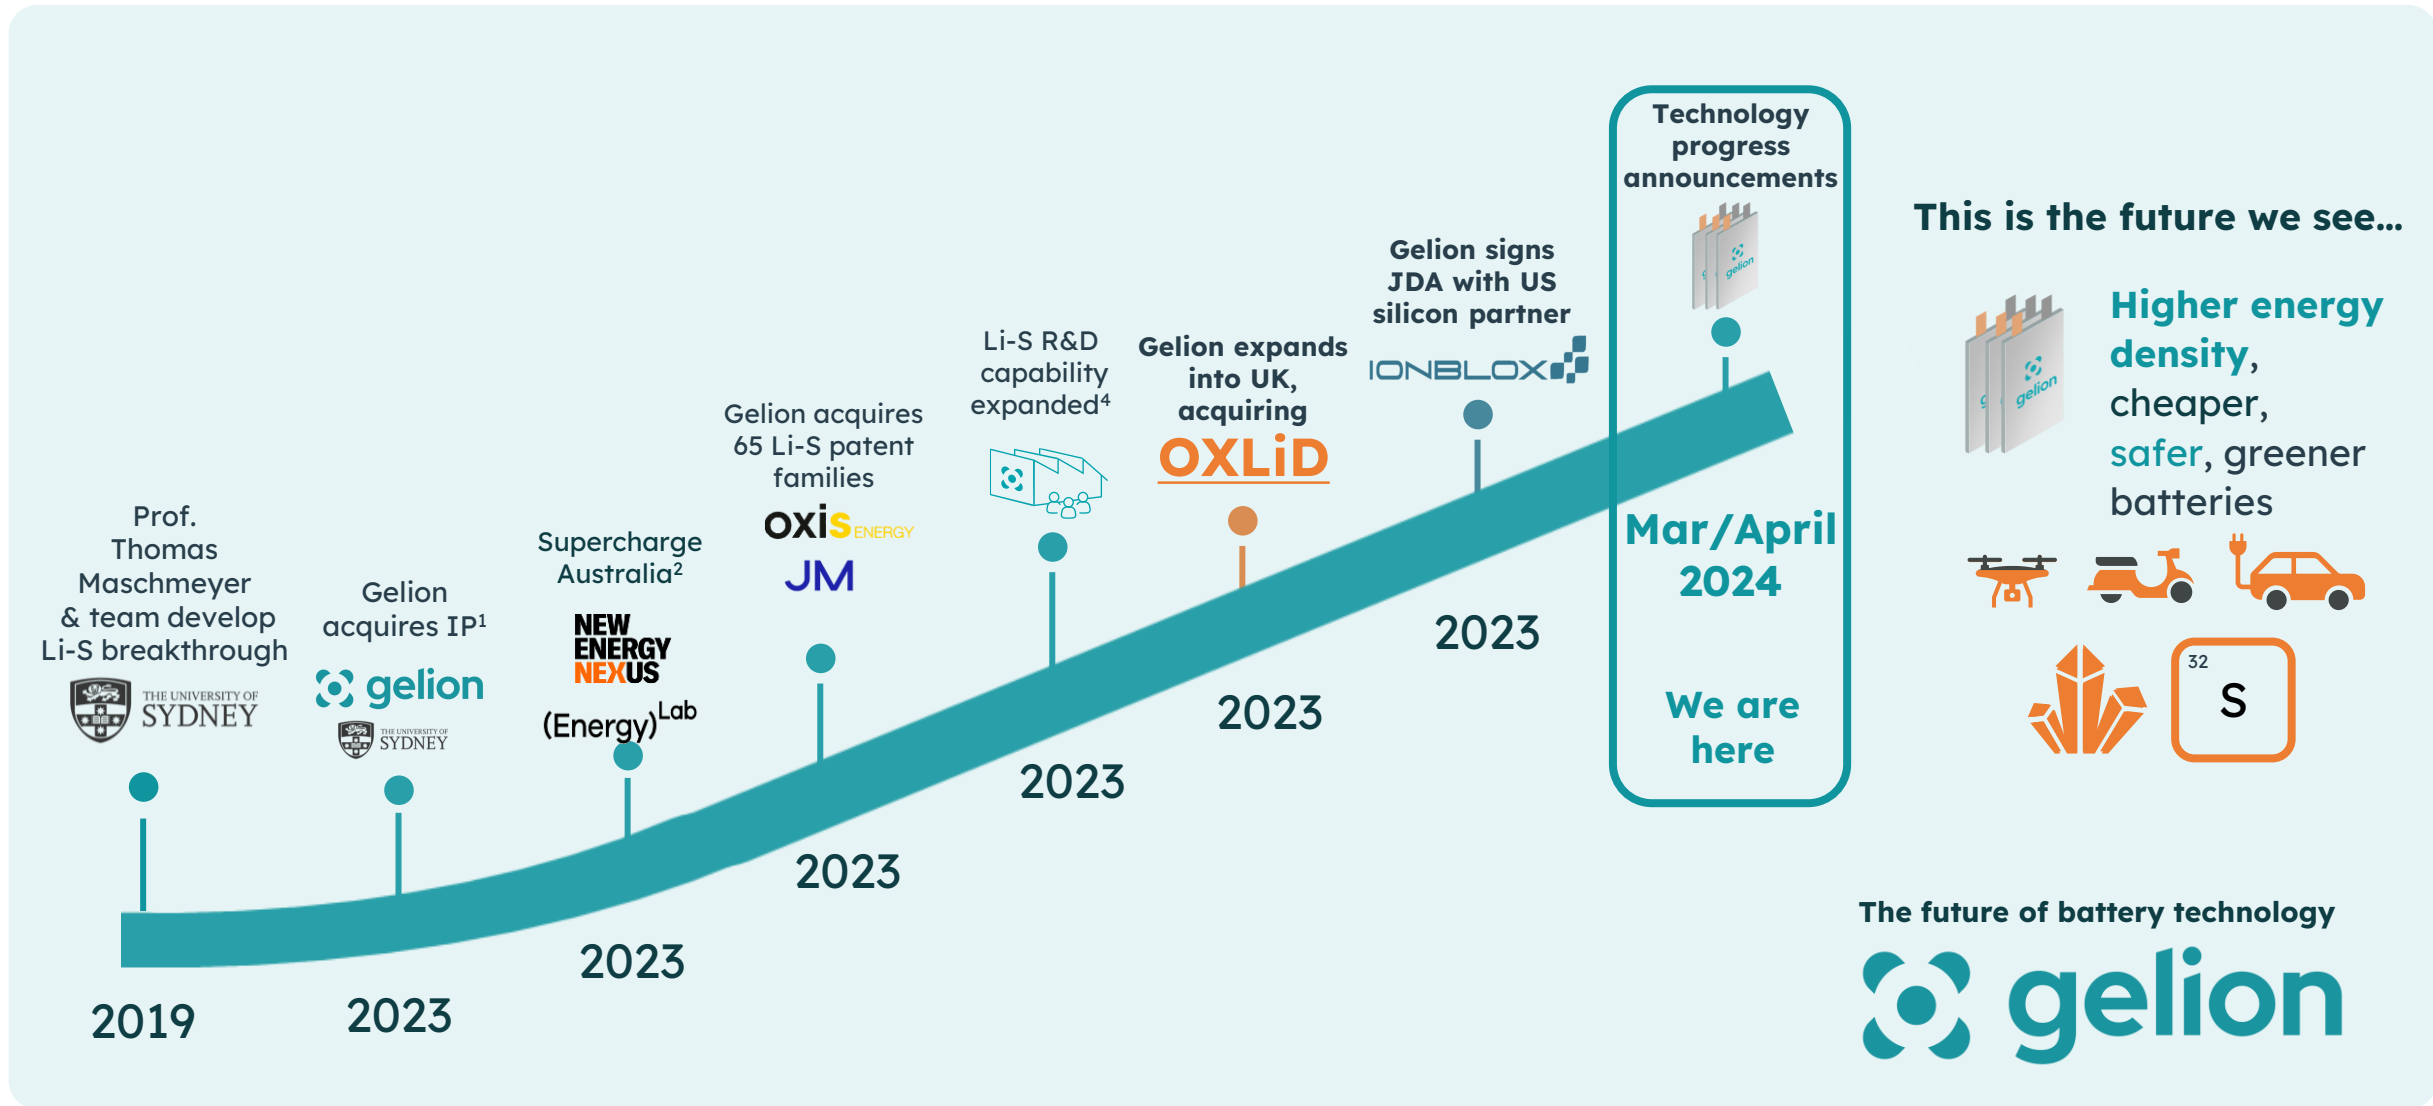 Prof.
Thomas
Maschmeyer
& team develop
Li-S breakthrough
THE UNIVERSITY OF
SYDNEY
2019
Gelion
acquires IP¹
gelion
THE UNIVERSITY OF
SYDNEY
2023
Supercharge
Australia²
NEW
ENERGY
NEXUS
(Energy)Lab
2023
Gelion acquires
65 Li-S patent
families
oxis ENERGY
JM
2023
Li-S R&D
capability
expanded⁴
2023
Gelion expands
into UK,
acquiring
OXLiD
2023
Gelion signs
JDA with US
silicon partner
IONBLOX
2023
Technology
progress
announcements
gelion
Mar/April
2024
We are
here
This is the future we see...
gelion
Higher energy
density,
cheaper,
safer, greener
batteries
32
S
The future of battery technology
gelion